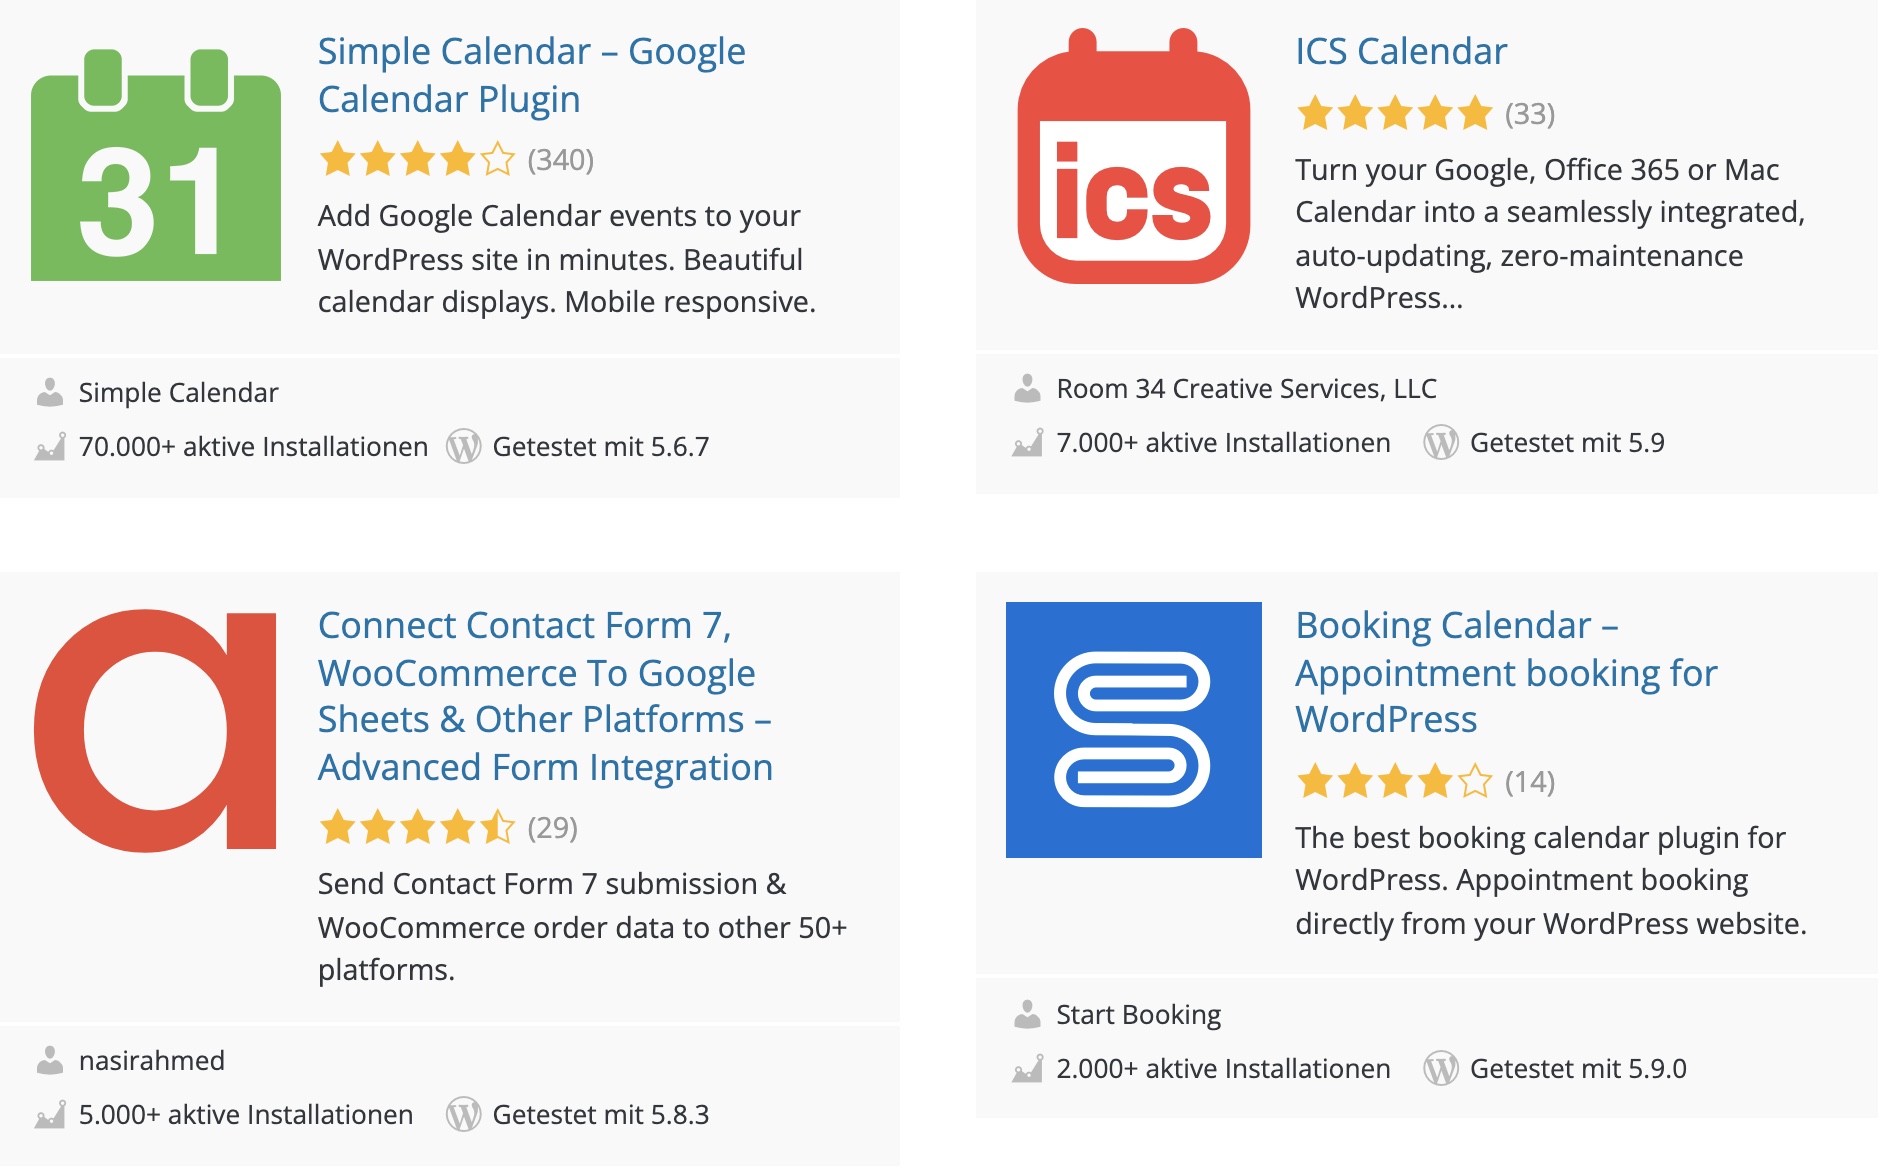 31
Simple Calendar – Google
Calendar Plugin
(340)
Add Google Calendar events to your
WordPress site in minutes. Beautiful
calendar displays. Mobile responsive.
Simple Calendar
70.000+ aktive Installationen
Getestet mit 5.6.7
ics
ICS Calendar
(33)
Turn your Google, Office 365 or Mac
Calendar into a seamlessly integrated,
auto-updating, zero-maintenance
WordPress...
Room 34 Creative Services, LLC
7.000+ aktive Installationen
Getestet mit 5.9
a
Connect Contact Form 7,
WooCommerce To Google
Sheets & Other Platforms –
Advanced Form Integration
(29)
Send Contact Form 7 submission &
WooCommerce order data to other 50+
platforms.
nasirahmed
5.000+ aktive Installationen
Getestet mit 5.8.3
Booking Calendar –
Appointment booking for
WordPress
(14)
The best booking calendar plugin for
WordPress. Appointment booking
directly from your WordPress website.
Start Booking
2.000+ aktive Installationen
Getestet mit 5.9.0